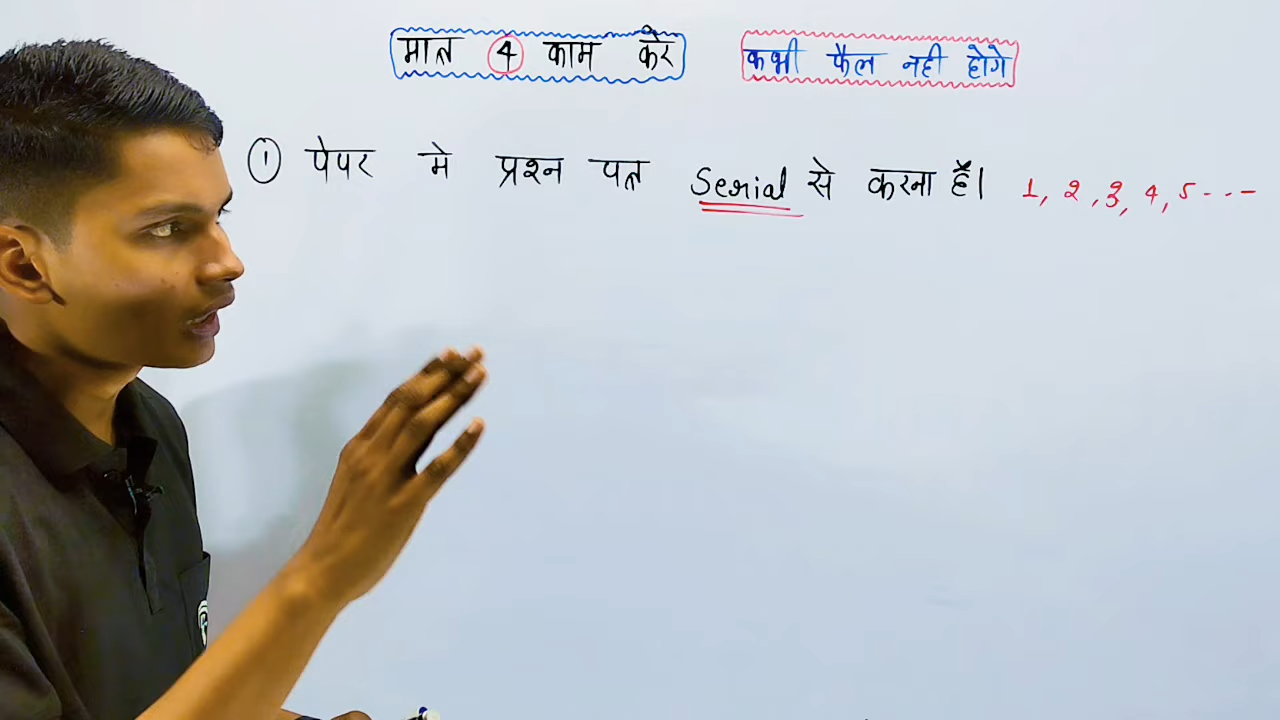 मात्र 4 काम करे
कभी फैल नही होगे
① पेपर मे प्रश्न पत्र Serial से करना है। 1, 2, 3, 4, 5 - - - -